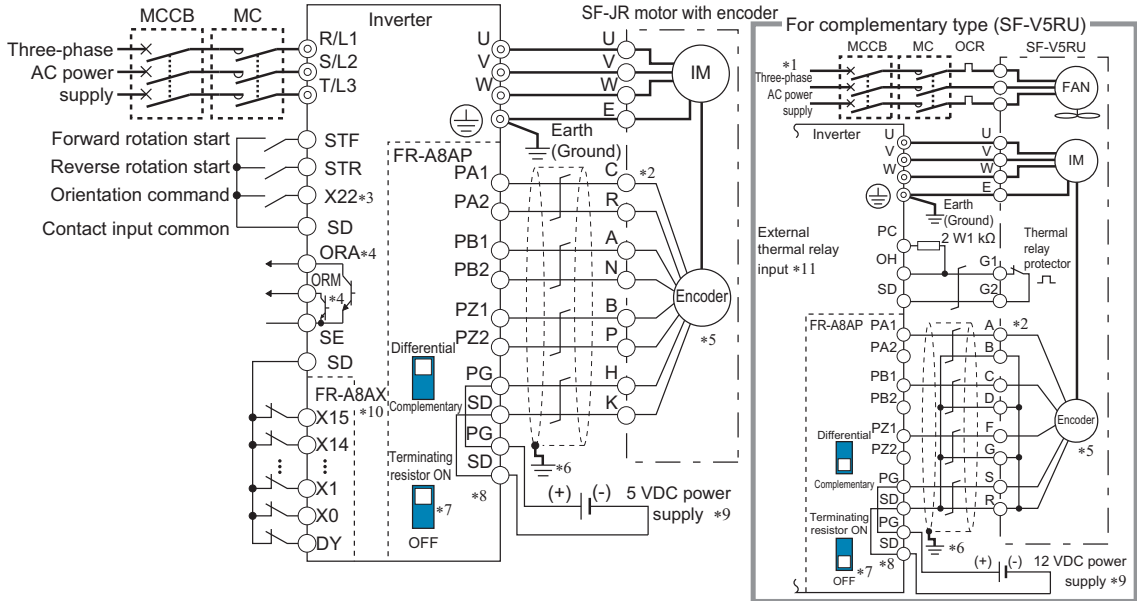 MCCB
MC
Inverter
Three-phase
AC power
supply
R/L1
S/L2
T/L3
U
V
W
SF-JR motor with encoder
U
V
W
E
IM
Earth
(Ground)
Forward rotation start
Reverse rotation start
Orientation command
Contact input common
STF
STR
X22*3
SD
ORA*4
ORM
*4
SE
SD
FR-A8AX
*10
X15
X14
X1
X0
DY
FR-A8AP
PA1
PA2
PB1
PB2
PZ1
PZ2
PG
SD
PG
SD
Differential
Complementary
Terminating
resistor ON
*7
OFF
C
*2
R
A
N
B
P
H
K
Encoder
*5
*6
*8
(+)
(-)
5 VDC power
supply *9
For complementary type (SF-V5RU)
MCCB
MC
OCR
SF-V5RU
*1
Three-phase
AC power
supply
FAN
Inverter
U
V
W
U
V
W
E
IM
Earth
(Ground)
External
thermal relay
input *11
PC
OH
SD
2 W1 kΩ
G1
G2
Thermal
relay
protector
FR-A8AP
PA1
PA2
PB1
PB2
PZ1
PZ2
PG
SD
PG
SD
Differential
Complementary
Terminating
resistor ON
*7
OFF
A
*2
B
C
D
F
G
S
R
Encoder
*5
*6
*8
(+)
(-)
12 VDC power
supply *9